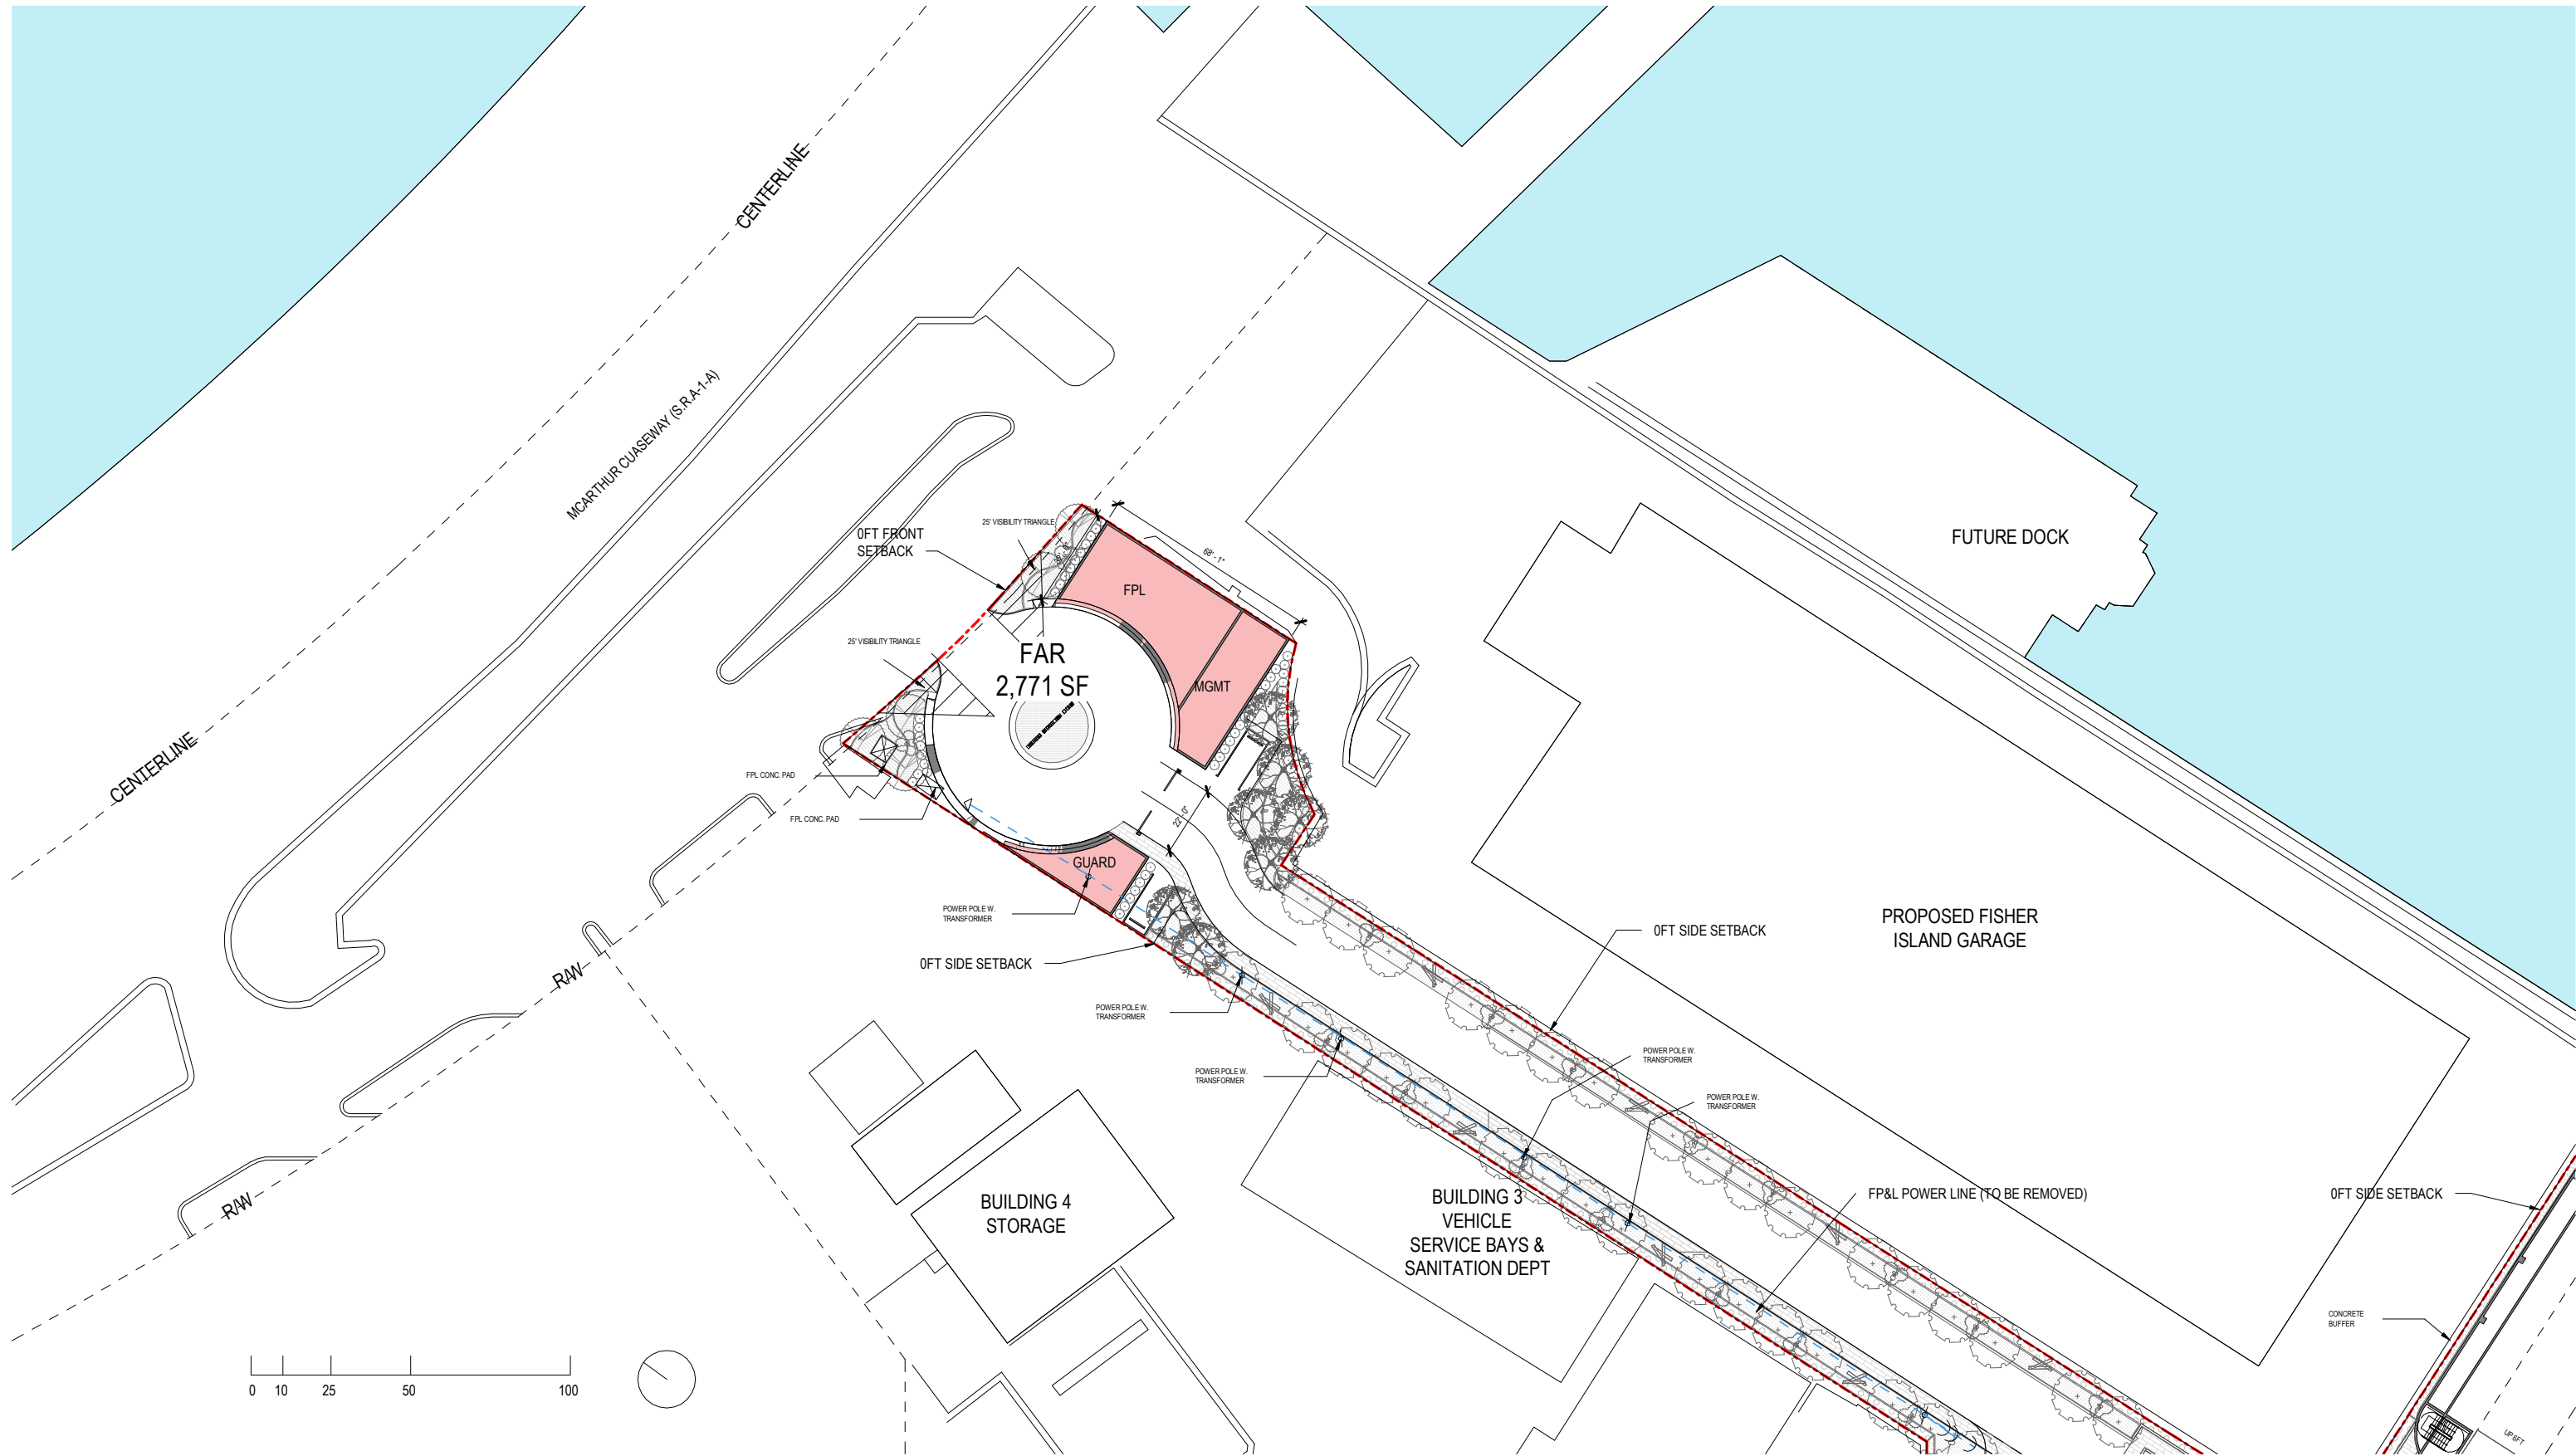 CENTERLINE
MCARTHUR CUASEWAY (S.R.A-1-A)
0FT FRONT
SETBACK
25' VISIBILITY TRIANGLE
68' - 1"
FPL
FUTURE DOCK
25' VISIBILITY TRIANGLE
FAR
2,771 SF
MGMT
CENTERLINE
FPL CONC. PAD
FPL CONC. PAD
22' - 0"
GUARD
POWER POLE W.
TRANSFORMER
0FT SIDE SETBACK
0FT SIDE SETBACK
PROPOSED FISHER
ISLAND GARAGE
R/W
POWER POLE W.
TRANSFORMER
POWER POLE W.
TRANSFORMER
POWER POLE W.
TRANSFORMER
POWER POLE W.
TRANSFORMER
R/W
BUILDING 4
STORAGE
BUILDING 3
VEHICLE
SERVICE BAYS &
SANITATION DEPT
FP&L POWER LINE (TO BE REMOVED)
0FT SIDE SETBACK
CONCRETE
BUFFER
0 10 25 50 100
UP 6FT